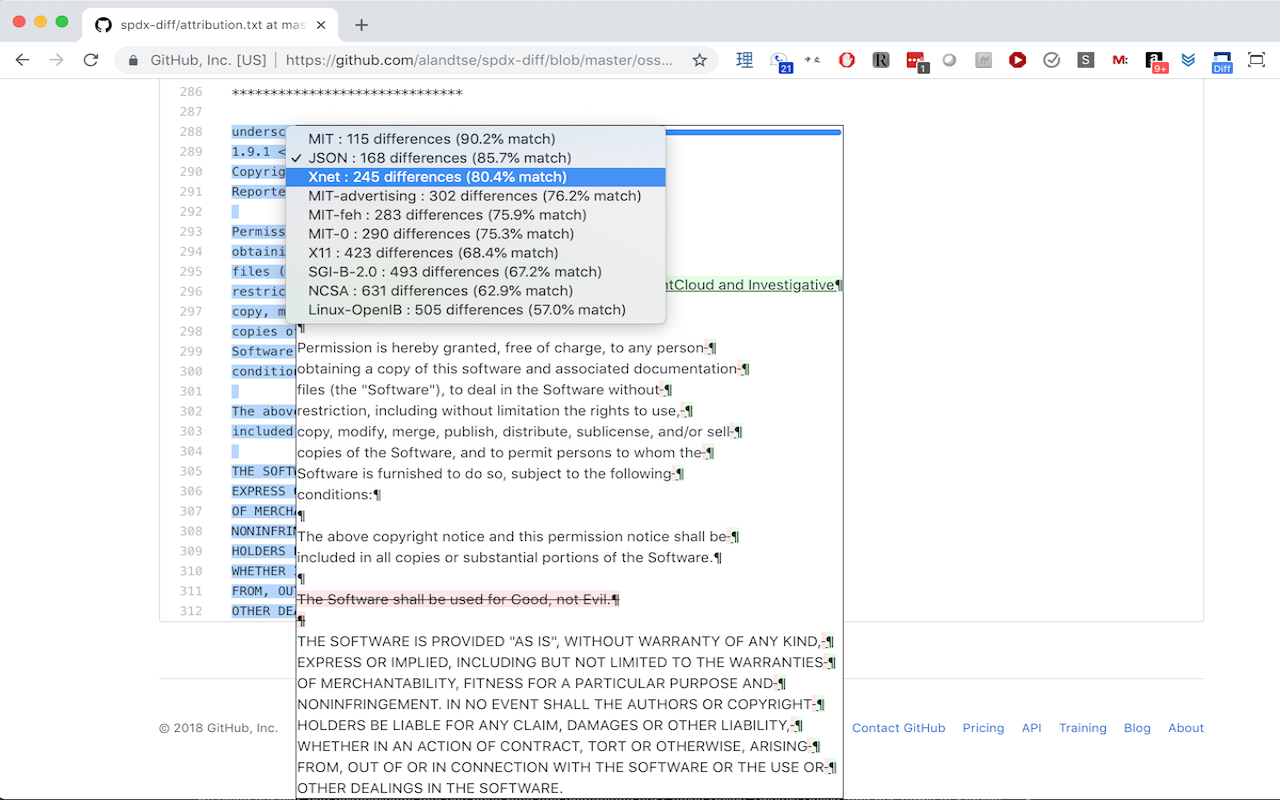 spdx-diff/attribution.txt at mas
GitHub, Inc. [US]
https://github.com/alandtse/spdx-diff/blob/master/oss...
理
21
R
1
S
M:
a
9+
Diff
286 ******************************
287
288 undersc
289 1.9.1 <
290 Copyrig
291 Reporte
292
293 Permiss
294 obtaini
295 files (
296 restric
297 copy, m
298 copies o
299 Software
300 conditio
301
302 The abov
303 included
304
305 THE SOFTW
306 EXPRESS
307 OF MERCHA
308 NONINFRIN
309 HOLDERS
310 WHETHER
311 FROM, OU
312 OTHER DEA
MIT : 115 differences (90.2% match)
✓ JSON : 168 differences (85.7% match)
Xnet : 245 differences (80.4% match)
MIT-advertising : 302 differences (76.2% match)
MIT-feh : 283 differences (75.9% match)
MIT-0 : 290 differences (75.3% match)
X11 : 423 differences (68.4% match)
SGI-B-2.0 : 493 differences (67.2% match)
NCSA : 631 differences (62.9% match)
Linux-OpenIB : 505 differences (57.0% match)
ntCloud and Investigative¶
¶
Permission is hereby granted, free of charge, to any person ¶
obtaining a copy of this software and associated documentation ¶
files (the "Software"), to deal in the Software without ¶
restriction, including without limitation the rights to use, ¶
copy, modify, merge, publish, distribute, sublicense, and/or sell ¶
copies of the Software, and to permit persons to whom the ¶
Software is furnished to do so, subject to the following ¶
conditions:¶
¶
The above copyright notice and this permission notice shall be ¶
included in all copies or substantial portions of the Software.¶
¶
The Software shall be used for Good, not Evil.¶
¶
THE SOFTWARE IS PROVIDED "AS IS", WITHOUT WARRANTY OF ANY KIND, ¶
EXPRESS OR IMPLIED, INCLUDING BUT NOT LIMITED TO THE WARRANTIES ¶
OF MERCHANTABILITY, FITNESS FOR A PARTICULAR PURPOSE AND ¶
NONINFRINGEMENT. IN NO EVENT SHALL THE AUTHORS OR COPYRIGHT ¶
HOLDERS BE LIABLE FOR ANY CLAIM, DAMAGES OR OTHER LIABILITY, ¶
WHETHER IN AN ACTION OF CONTRACT, TORT OR OTHERWISE, ARISING ¶
FROM, OUT OF OR IN CONNECTION WITH THE SOFTWARE OR THE USE OR ¶
OTHER DEALINGS IN THE SOFTWARE.
© 2018 GitHub, Inc.
Contact GitHub
Pricing
API
Training
Blog
About